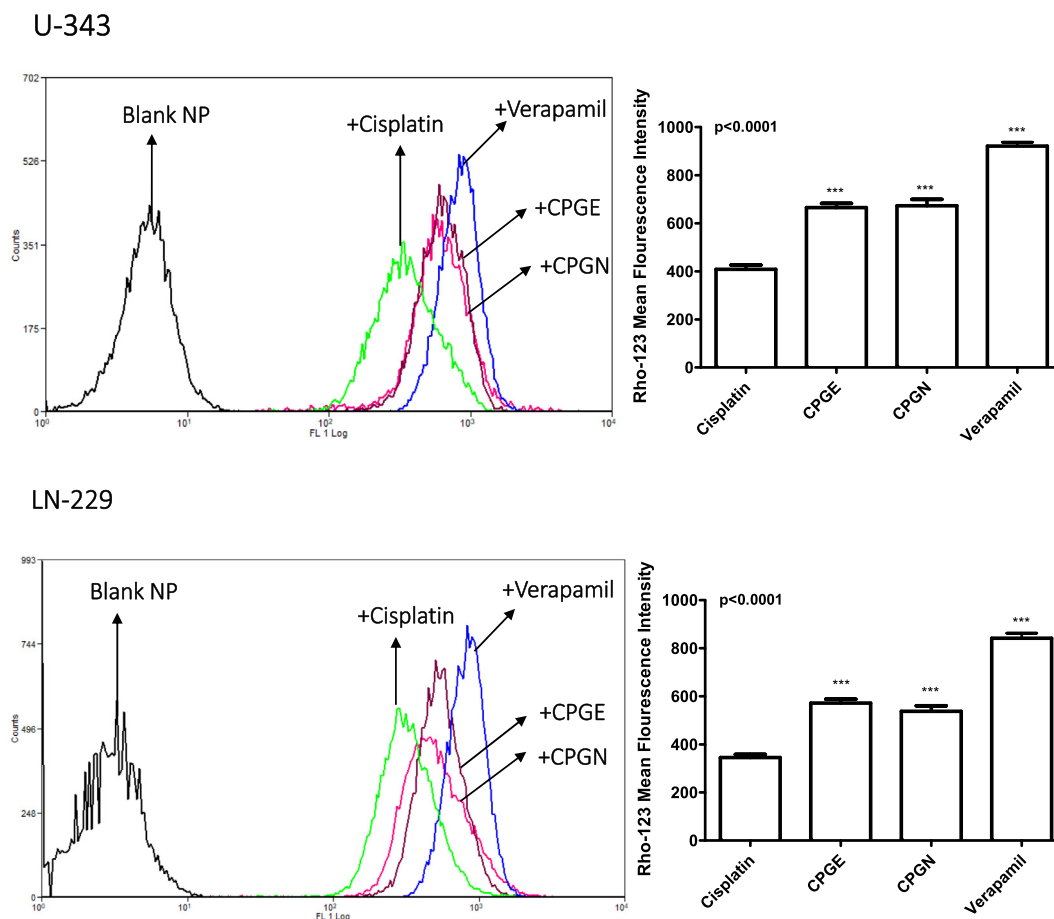 U-343
702
526
351
175
0
Counts
10⁰
10¹
10²
10³
10⁴
FL 1 Log
Blank NP
+Cisplatin
+Verapamil
+CPGE
+CPGN
Rho-123 Mean Flourescence Intensity
1000
800
600
400
200
0
p<0.0001
***
***
***
Cisplatin
CPGE
CPGN
Verapamil
LN-229
993
744
496
248
0
Counts
10⁰
10¹
10²
10³
10⁴
FL 1 Log
Blank NP
+Cisplatin
+Verapamil
+CPGE
+CPGN
Rho-123 Mean Flourescence Intensity
1000
800
600
400
200
0
p<0.0001
***
***
***
Cisplatin
CPGE
CPGN
Verapamil